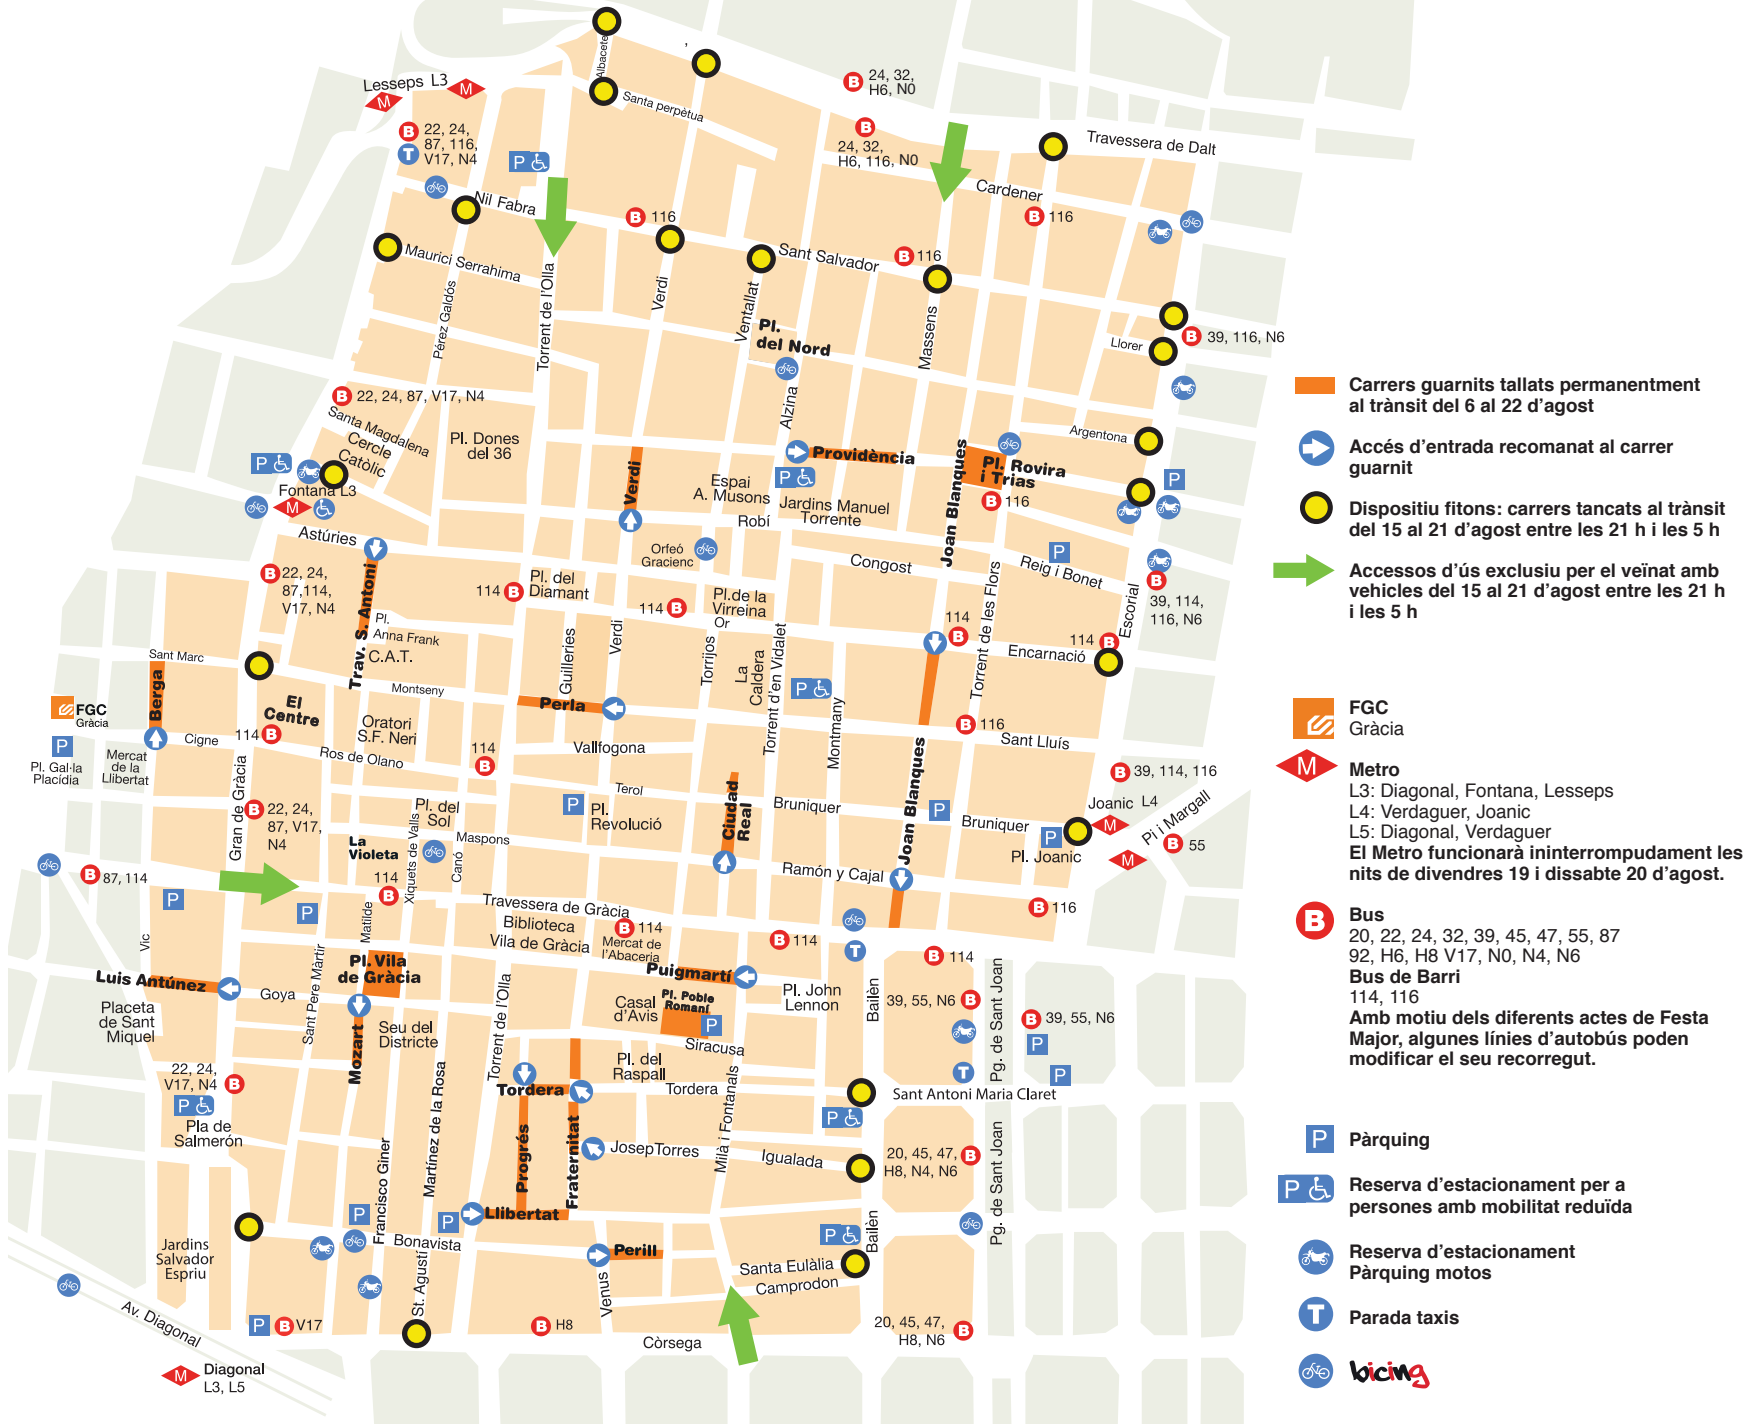 Albacete
,
Lesseps L3
M
M
B
24, 32,
H6, N0
Santa perpètua
B
22, 24,
87, 116,
V17, N4
T
P
B
24, 32,
H6, 116, N0
Travessera de Dalt
Cardener
Nil Fabra
B 116
B 116
Maurici Serrahima
Sant Salvador
B 116
Torrent de l'Olla
Pérez Galdós
Verdi
Ventallat
Massens
Pl.
del Nord
Llorer
B 39, 116, N6
B 22, 24, 87, V17, N4
Santa Magdalena
Cercle
Catòlic
Pl. Dones
del 36
Alzina
Argentona
Providència
Joan Blanques
Pl. Rovira
i Trias
B 116
P
P
Fontana L3
M
Verdi
Espai
A. Musons
P
Jardins Manuel
Torrente
Robí
Astúries
Orfeó
Gracienc
Congost
P
Reig i Bonet
B 22, 24,
87,114,
V17, N4
Trav. S. Antoni
114 B
Pl. del
Diamant
114 B
Pl.de la
Virreina
Or
Torrent de les Flors
Escorial
B
39, 114,
116, N6
114
B
114
B
Encarnació
Pl.
Anna Frank
C.A.T.
Sant Marc
Berga
Guilleries
Verdi
Torrijos
La
Caldera
Torrent d'en Vidalet
P
Montmany
Montseny
FGC
Gràcia
El
Centre
Perla
B 116
Sant Lluís
P
Pl. Gal·la
Placídia
Mercat
de la
Llibertat
Cigne
114 B
Oratori
S.F. Neri
Ros de Olano
114
B
Vallfogona
Joan Blanques
B 39, 114, 116
Gran de Gràcia
B 22, 24,
87, V17,
N4
Pl. del
Sol
Terol
P
Pl.
Revolució
Ciudad
Real
Bruniquer
P
Bruniquer
Joanic L4
M
Pi i Margall
P
Pl. Joanic
M
B 55
La
Violeta
Xiquets de Valls
Maspons
Canó
Ramón y Cajal
B 87, 114
P
P
114
B
Matilde
Travessera de Gràcia
B 116
Vic
Biblioteca
Vila de Gràcia
B 114
Mercat de
l'Abaceria
B 114
T
B 114
Luis Antúnez
Goya
Sant Pere Màrtir
Pl. Vila
de Gràcia
Torrent de l'Olla
Puigmartí
Pl. Poble
Romaní
P
Pl. John
Lennon
Bailèn
39, 55, N6 B
Pg. de Sant Joan
B 39, 55, N6
P
P
Placeta
de Sant
Miquel
Mozart
Seu del
Districte
Casal
d'Avis
Siracusa
Pl. del
Raspall
T
22, 24,
V17, N4 B
P
Pla de
Salmerón
Martínez de la Rosa
Tordera
Tordera
Milà i Fontanals
Sant Antoni Maria Claret
P
Progrés
Fraternitat
Josep Torres
Igualada
20, 45, 47,
H8, N4, N6
B
Pg. de Sant Joan
Francisco Giner
P
P
Llibertat
P
Bailèn
Bonavista
Perill
Jardins
Salvador
Espriu
St. Agustí
Venus
Santa Eulàlia
Camprodon
Av. Diagonal
P
B V17
B H8
Còrsega
20, 45, 47,
H8, N6
B
M
Diagonal
L3, L5
Carrers guarnits tallats permanentment
al trànsit del 6 al 22 d'agost
Accés d'entrada recomanat al carrer
guarnit
Dispositiu fitons: carrers tancats al trànsit
del 15 al 21 d'agost entre les 21 h i les 5 h
Accessos d'ús exclusiu per el veïnat amb
vehicles del 15 al 21 d'agost entre les 21 h
i les 5 h
FGC
Gràcia
M
Metro
L3: Diagonal, Fontana, Lesseps
L4: Verdaguer, Joanic
L5: Diagonal, Verdaguer
El Metro funcionarà ininterrompudament les
nits de divendres 19 i dissabte 20 d'agost.
B
Bus
20, 22, 24, 32, 39, 45, 47, 55, 87
92, H6, H8 V17, N0, N4, N6
Bus de Barri
114, 116
Amb motiu dels diferents actes de Festa
Major, algunes línies d'autobús poden
modificar el seu recorregut.
P
Pàrquing
P
Reserva d'estacionament per a
persones amb mobilitat reduïda
Reserva d'estacionament
Pàrquing motos
T
Parada taxis
bicing